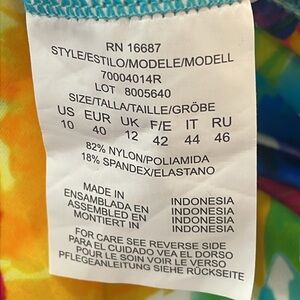 RN 16687
STYLE/ESTILO/MODELE/MODELL
70004014R
LOT 8005640
SIZE/TALLA/TAILLE/GRÖBE
US EUR UK F/E IT RU
10 40 12 42 44 46
82% NYLON/POLIAMIDA
18% SPANDEX/ELASTANO
MADE IN INDONESIA
ENSAMBLADA EN INDONESIA
ASSEMBLED EN INDONESIA
MONTIERT IN INDONESIA
FOR CARE SEE REVERSE SIDE
PARA EL CUIDADO VEA EL DORSO
POUR LE SOIN VOIR LE VERSO
PFLEGEANLEITUNG SIEHE RÜCKSEITE